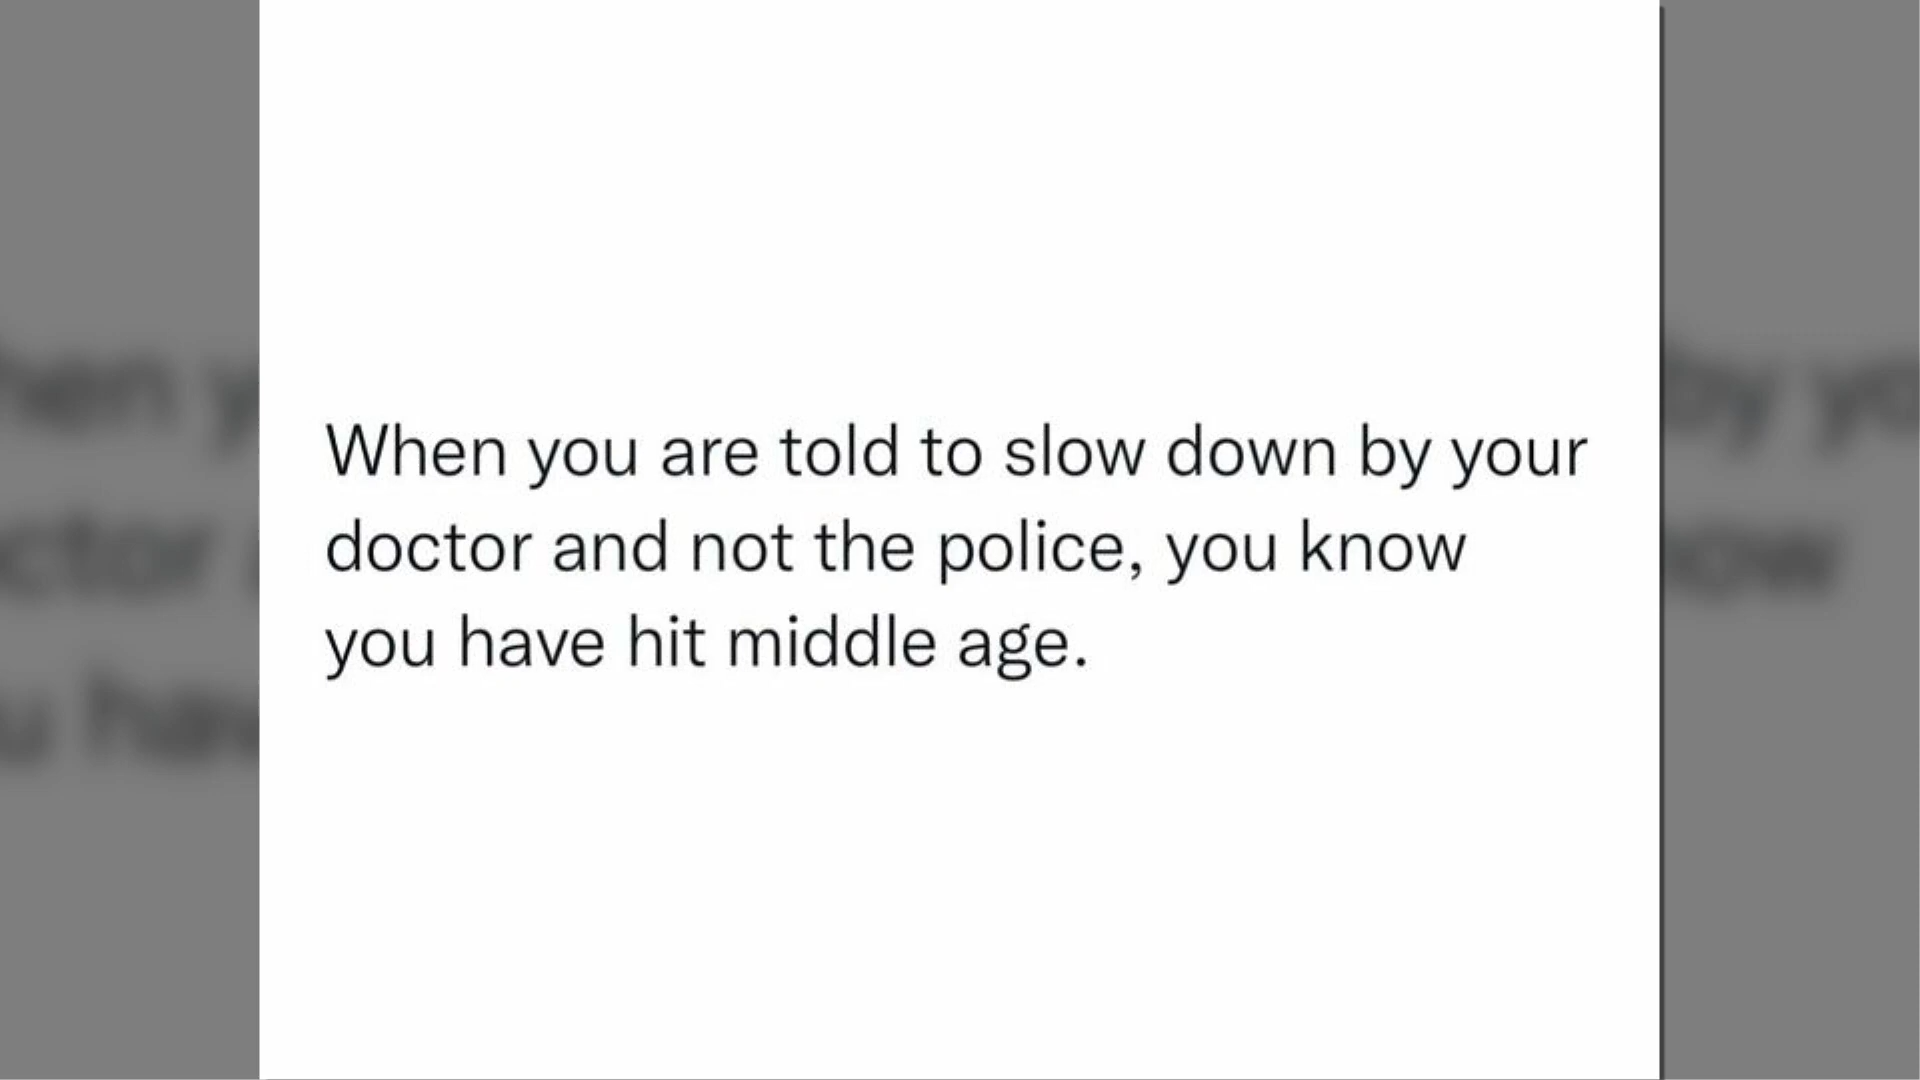 When you are told to slow down by your
doctor and not the police, you know
you have hit middle age.